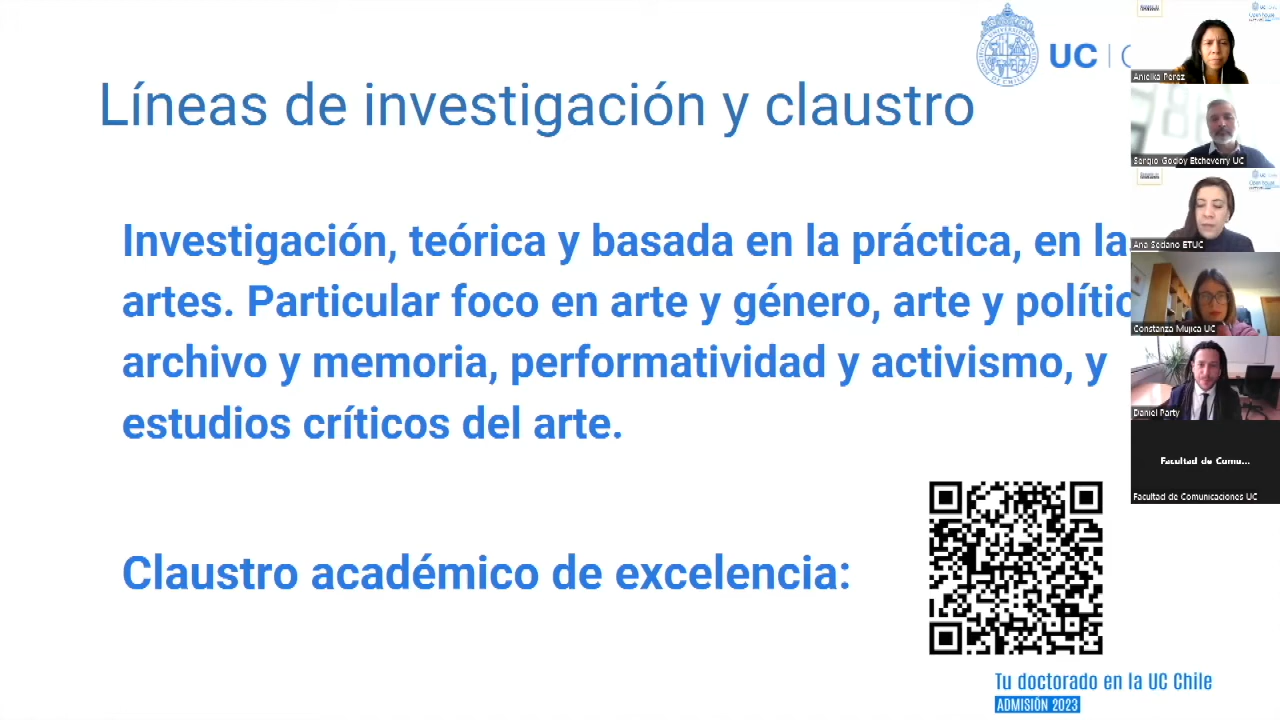 Líneas de investigación y claustro
UC
Investigación, teórica y basada en la práctica, en la
artes. Particular foco en arte y género, arte y polític
archivo y memoria, performatividad y activismo, y
estudios críticos del arte.
Claustro académico de excelencia:
Tu doctorado en la UC Chile
ADMISIÓN 2023
Anielka Pérez
Sergio Godoy Etcheverry UC
Ana Sedano ETUC
Constanza Mujica UC
Daniel Party
Facultad de Comu...
Facultad de Comunicaciones UC